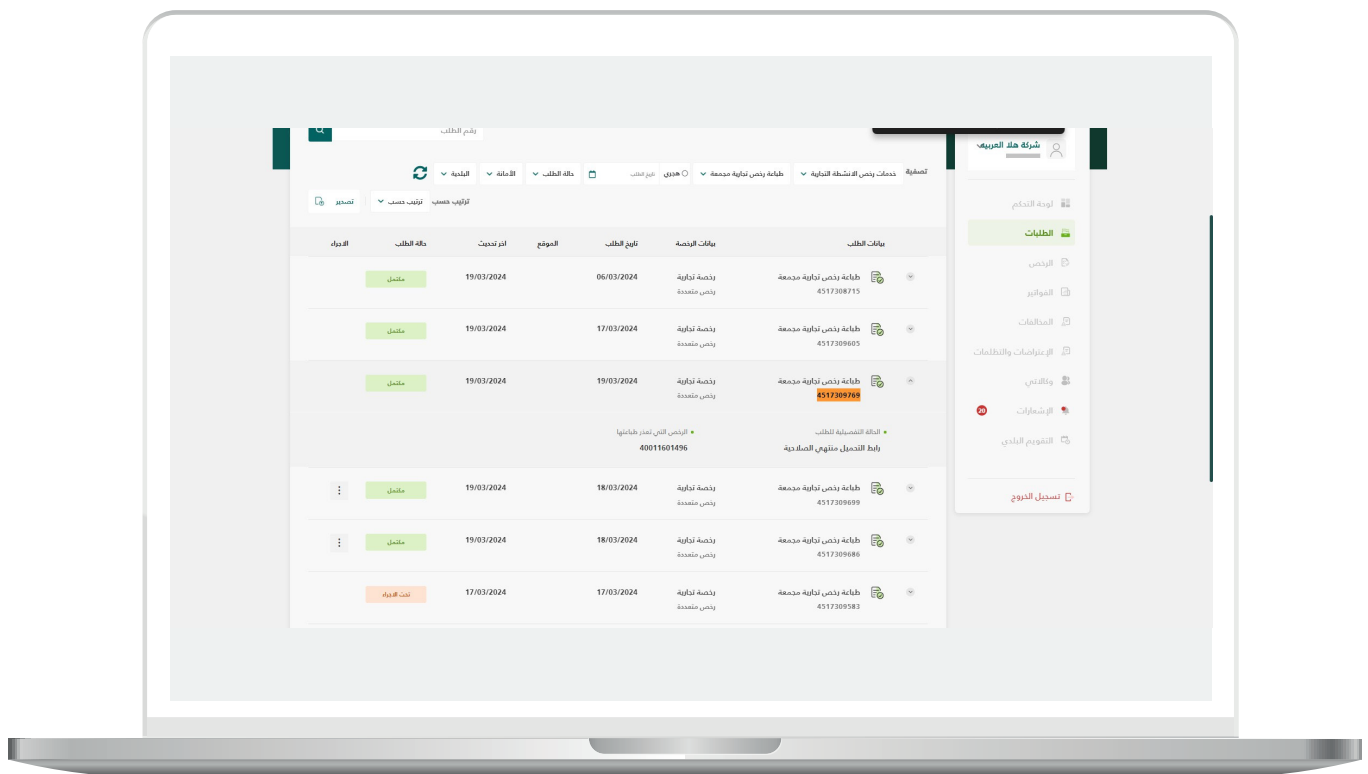 رقم الطلب
شركة هلا العربيه
تصفية
خدمات رخص الانشطة التجارية
طباعة رخص تجارية مجمعة
هجري
تاريخ الطلب
حالة الطلب
الأمانة
البلدية
ترتيب حسب
ترتيب حسب
تصدير
لوحة التحكم
الطلبات
الرخص
الفواتير
المخالفات
الإعتراضات والتظلمات
وكالاتي
الإشعارات 20
التقويم البلدي
تسجيل الخروج
بيانات الطلب بيانات الرخصة تاريخ الطلب الموقع اخر تحديث حالة الطلب الاجراء
طباعة رخص تجارية مجمعة رخصة تجارية 06/03/2024 19/03/2024 مكتمل
4517308715 رخص متعددة
طباعة رخص تجارية مجمعة رخصة تجارية 17/03/2024 19/03/2024 مكتمل
4517309605 رخص متعددة
طباعة رخص تجارية مجمعة رخصة تجارية 19/03/2024 19/03/2024 مكتمل
4517309769 رخص متعددة
الحالة التفصيلية للطلب الرخص التي تعذر طباعتها
رابط التحميل منتهي الصلاحية 40011601496
طباعة رخص تجارية مجمعة رخصة تجارية 18/03/2024 19/03/2024 مكتمل
4517309699 رخص متعددة
طباعة رخص تجارية مجمعة رخصة تجارية 18/03/2024 19/03/2024 مكتمل
4517309686 رخص متعددة
طباعة رخص تجارية مجمعة رخصة تجارية 17/03/2024 17/03/2024 تحت الاجراء
4517309583 رخص متعددة